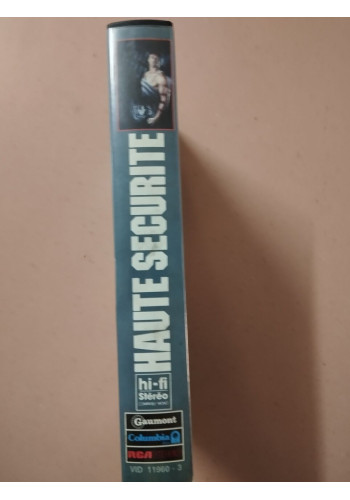 HAUTE SECURITE
hi-fi
Stéréo
Gaumont
Columbia
RCA
VID 11960 - 3